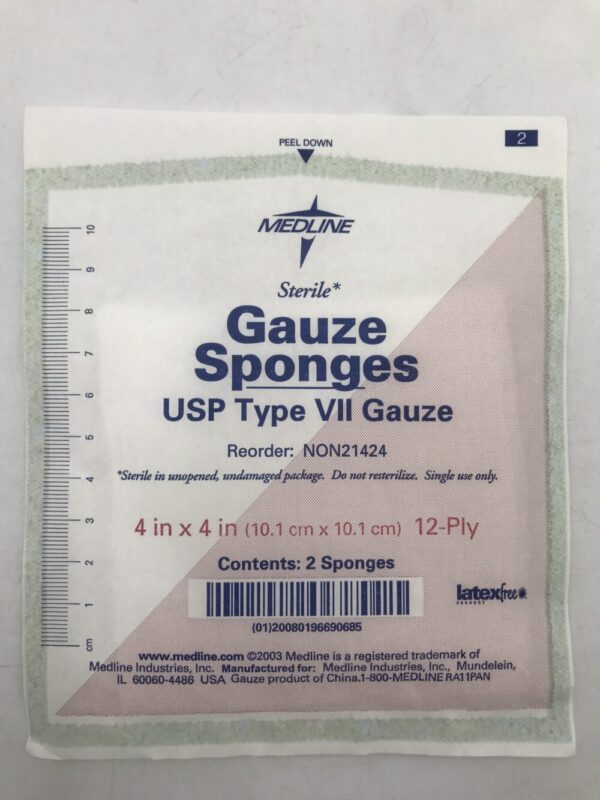 PEEL DOWN
2
MEDLINE
Sterile*
Gauze
Sponges
USP Type VII Gauze
Reorder: NON21424
*Sterile in unopened, undamaged package. Do not resterilize. Single use only.
4 in x 4 in (10.1 cm x 10.1 cm) 12-Ply
Contents: 2 Sponges
(01)20080196690685
latexfree
PRODUCT
www.medline.com ©2003 Medline is a registered trademark of
Medline Industries, Inc. Manufactured for: Medline Industries, Inc., Mundelein,
IL 60060-4486 USA Gauze product of China.1-800-MEDLINE RA11PAN
10
9
8
7
6
5
4
3
2
1
cm